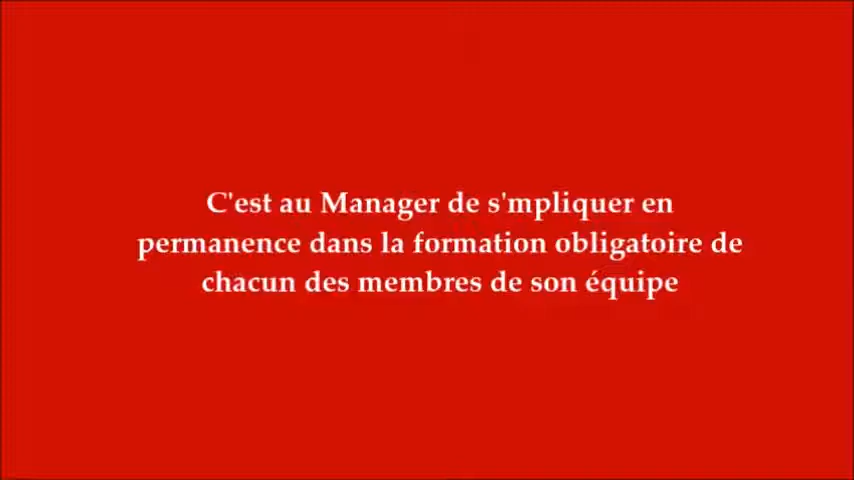 C'est au Manager de s'mpliquer en
permanence dans la formation obligatoire de
chacun des membres de son équipe